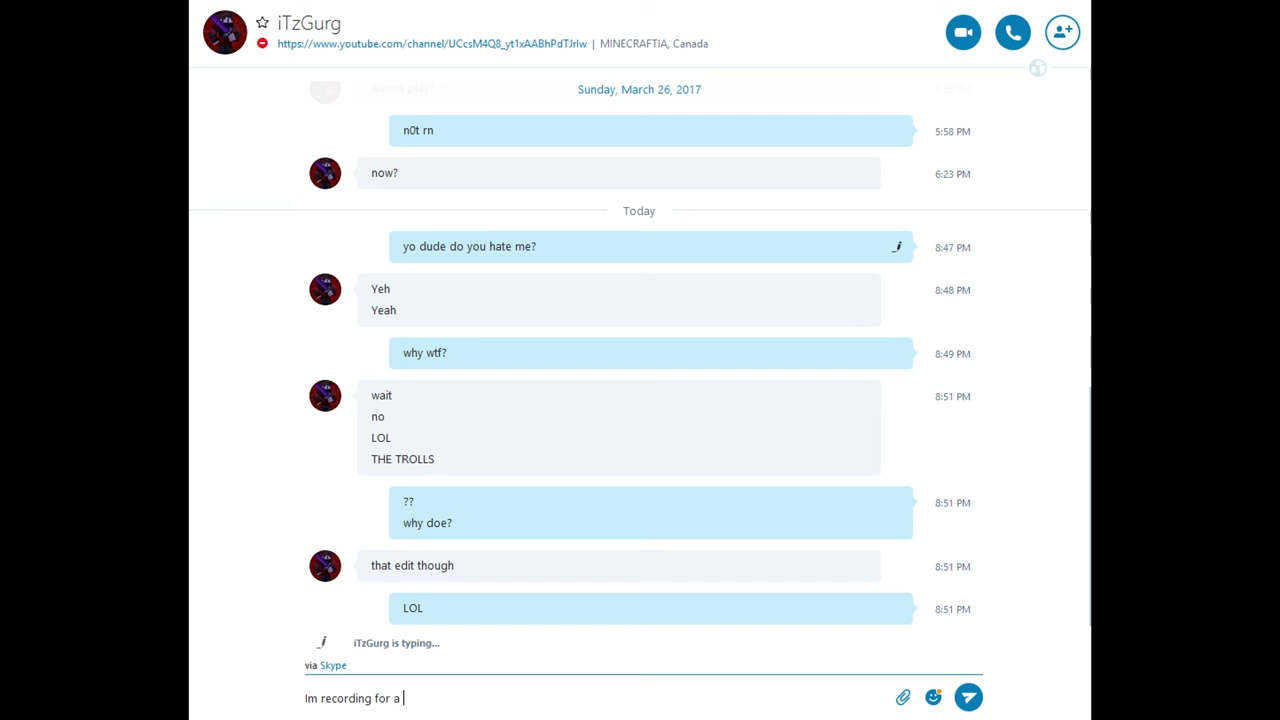 iTzGurg
https://www.youtube.com/channel/UCcsM4Q8_yt1xAABhPdTJrlw | MINECRAFTIA, Canada
wanna play?
Sunday, March 26, 2017
n0t rn 5:58 PM
now? 6:23 PM
Today
yo dude do you hate me? 8:47 PM
Yeh 8:48 PM
Yeah
why wtf? 8:49 PM
wait 8:51 PM
no
LOL
THE TROLLS
?? 8:51 PM
why doe?
that edit though 8:51 PM
LOL 8:51 PM
iTzGurg is typing...
via Skype
Im recording for a